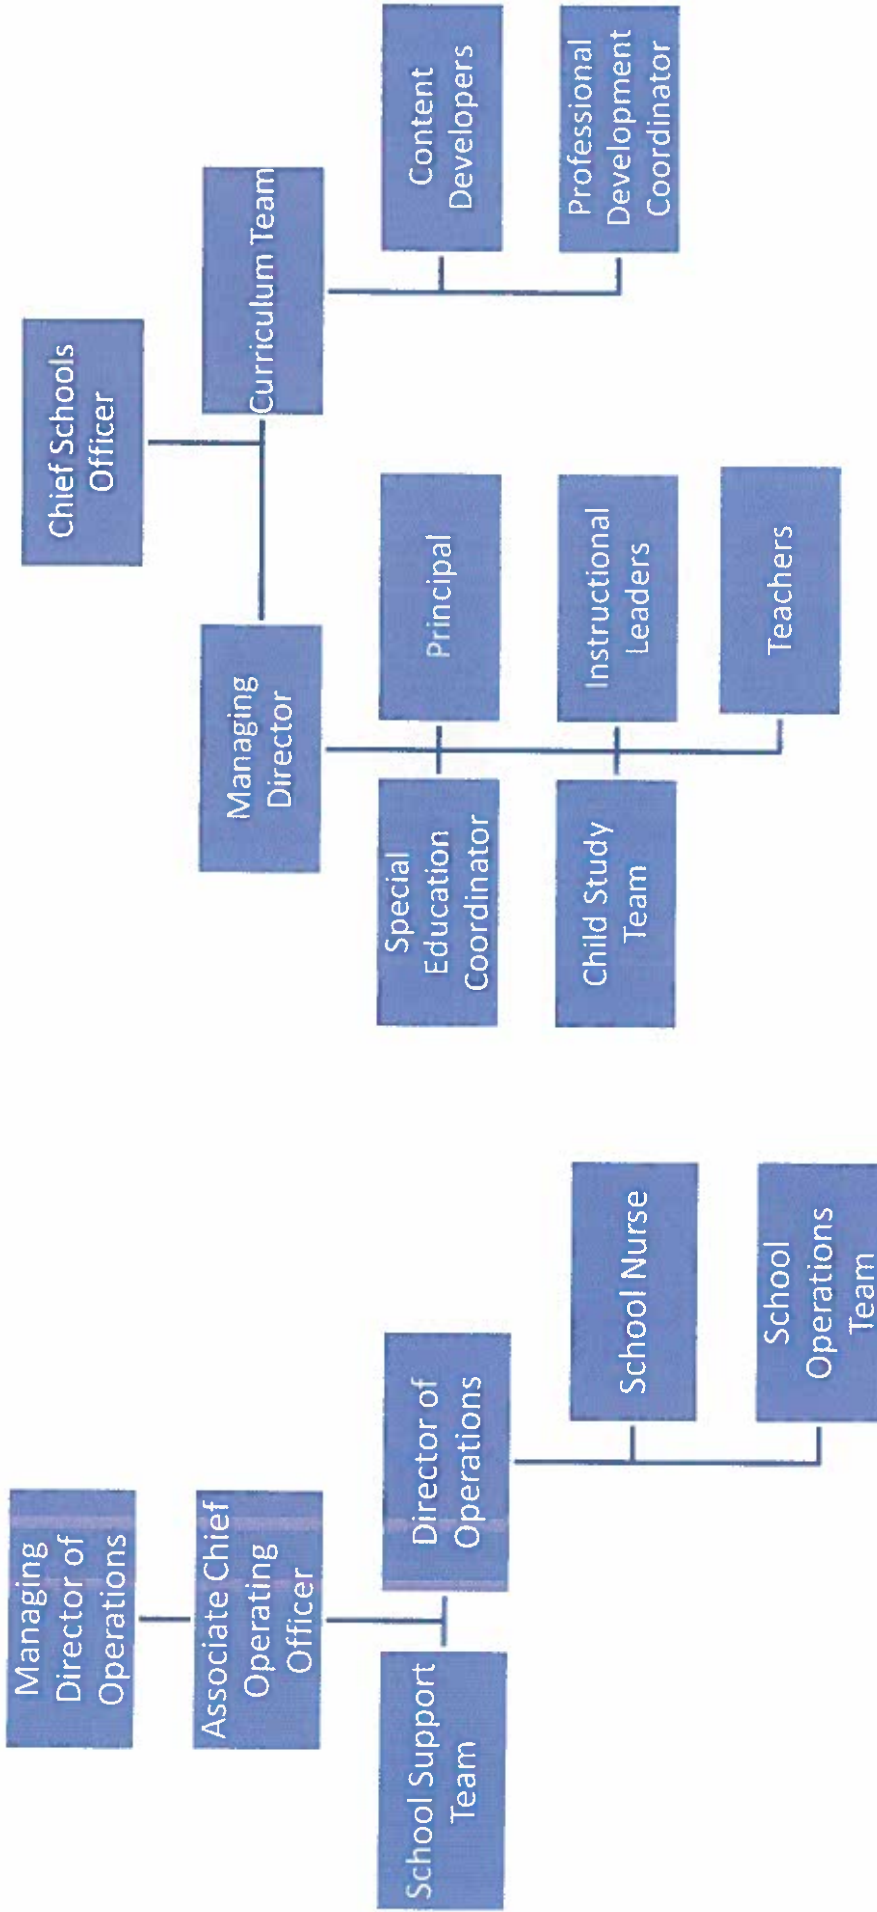 Managing
Director of
Operations
Associate Chief
Operating
Officer
School Support
Team
Director of
Operations
School Nurse
School
Operations
Team
Chief Schools
Officer
Managing
Director
Curriculum Team
Special
Education
Coordinator
Principal
Child Study
Team
Instructional
Leaders
Teachers
Content
Developers
Professional
Development
Coordinator